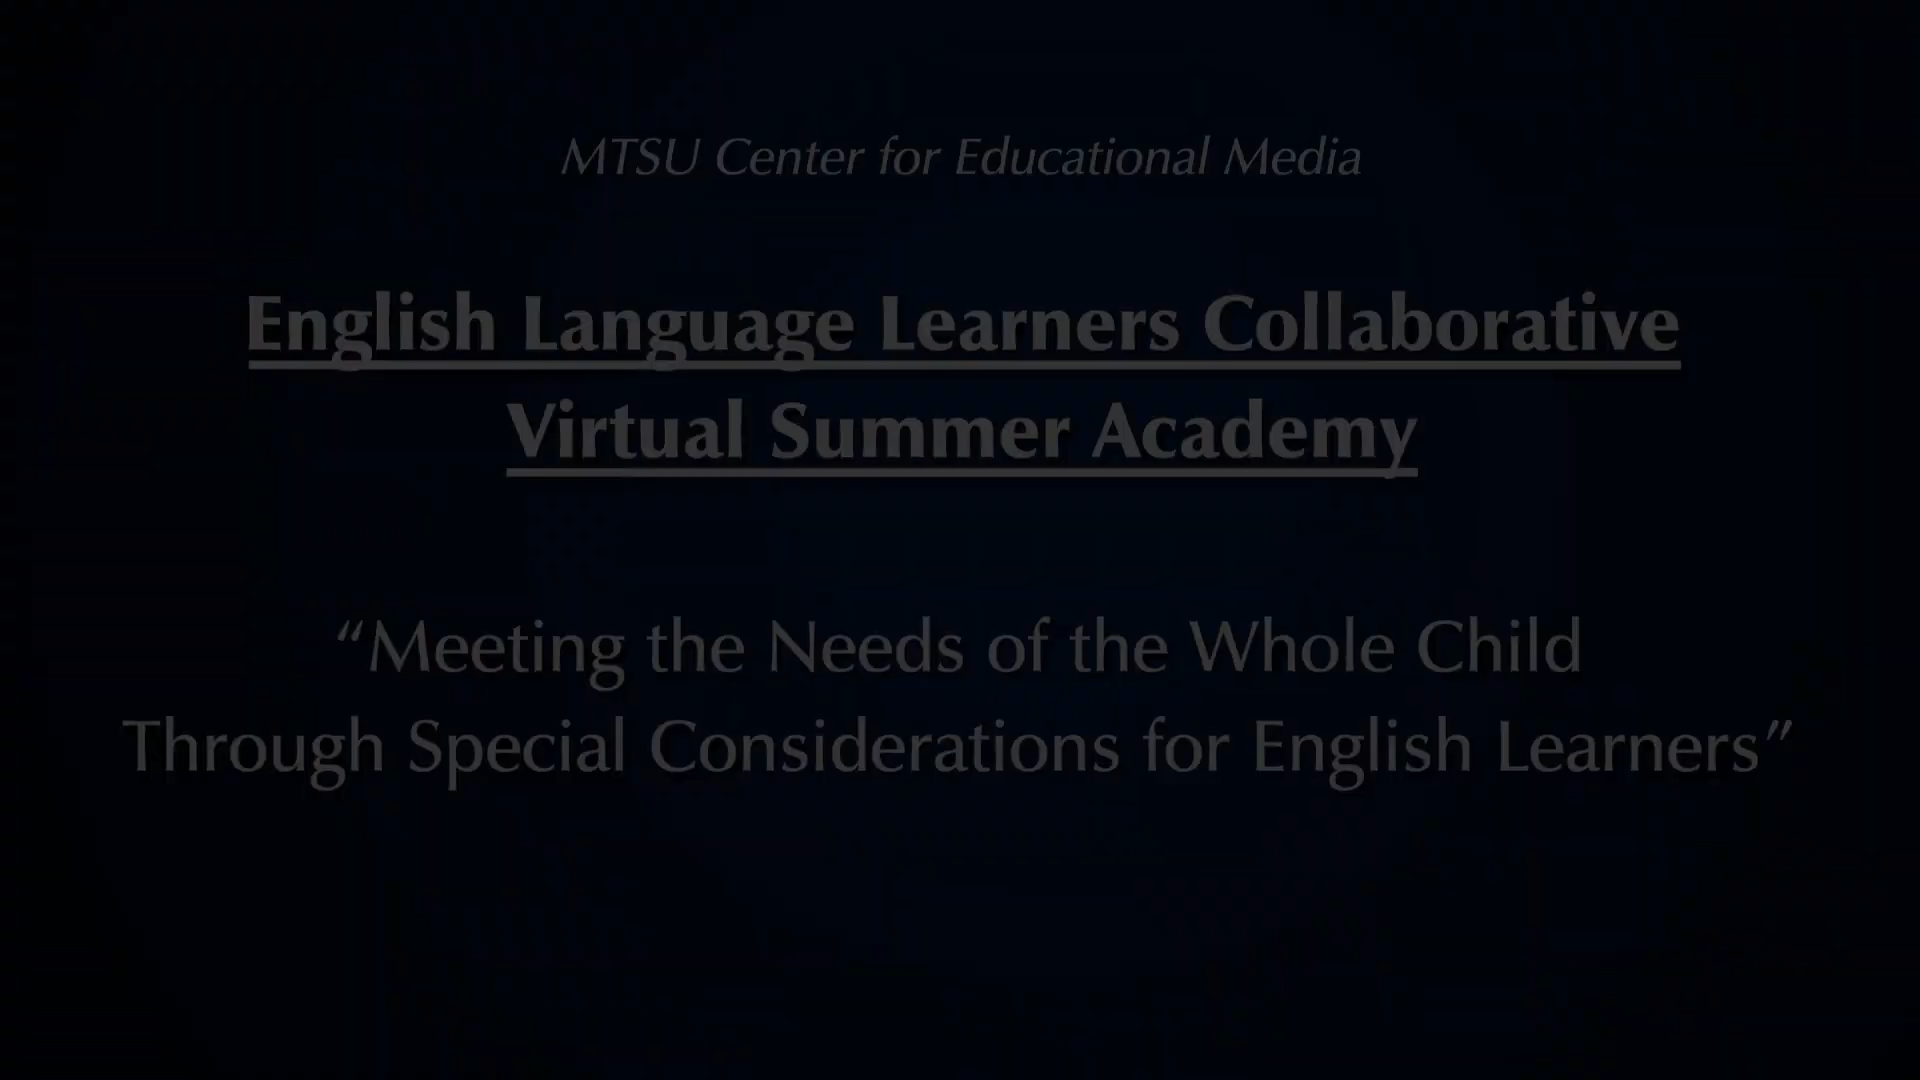 MTSU Center for Educational Media
English Language Learners Collaborative
Virtual Summer Academy
“Meeting the Needs of the Whole Child
Through Special Considerations for English Learners”